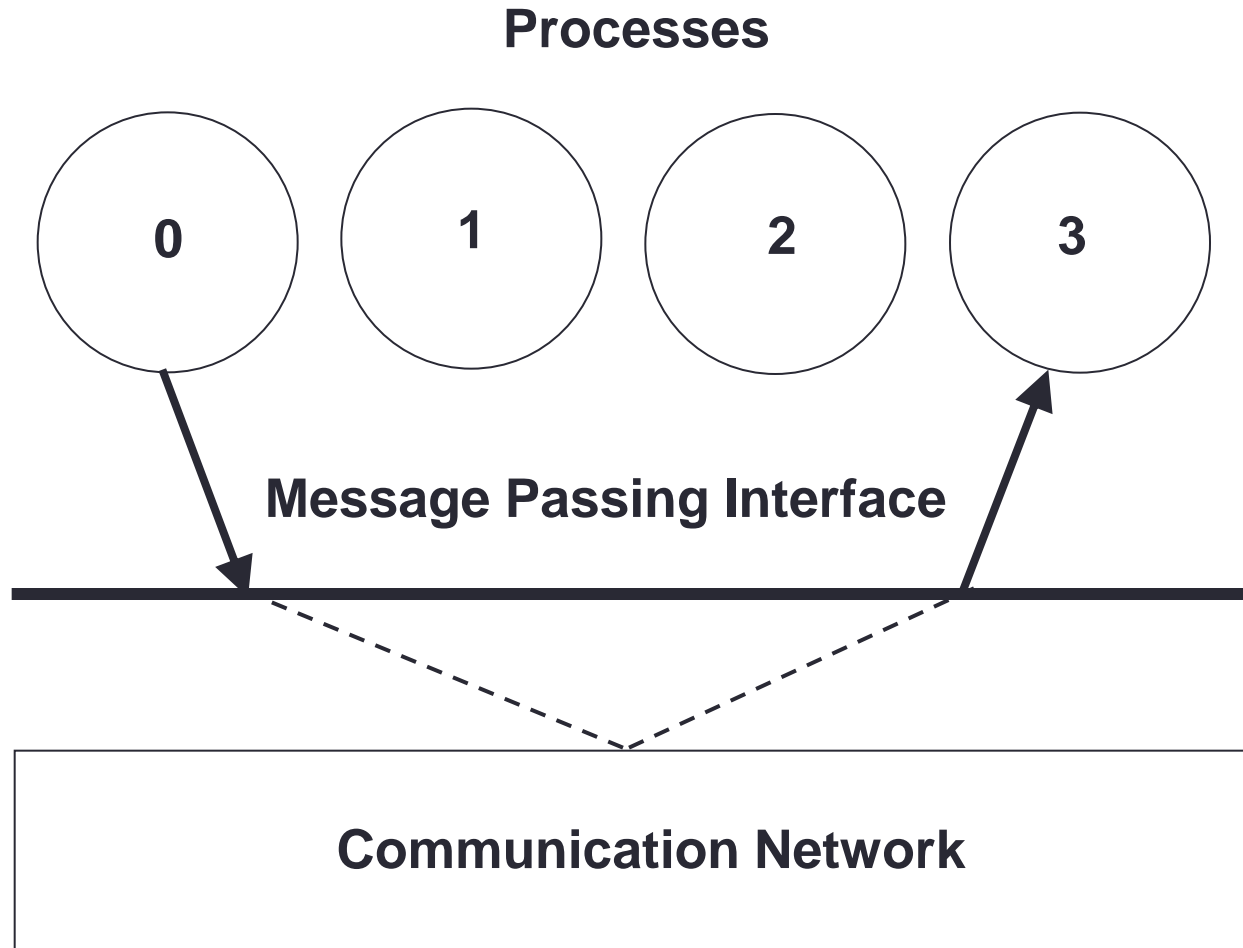 Processes
0 1 2 3
Message Passing Interface
Communication Network